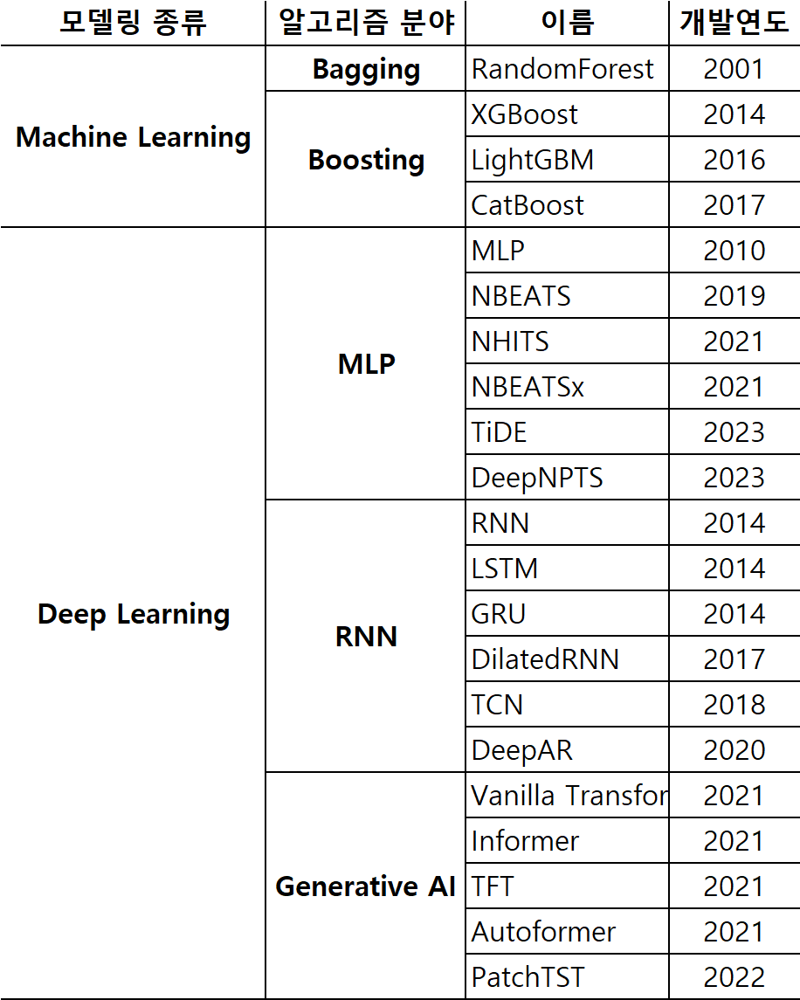 모델링 종류 알고리즘 분야 이름 개발연도
Machine Learning Bagging RandomForest 2001
Boosting XGBoost 2014
LightGBM 2016
CatBoost 2017
Deep Learning MLP MLP 2010
NBEATS 2019
NHITS 2021
NBEATSx 2021
TiDE 2023
DeepNPTS 2023
RNN RNN 2014
LSTM 2014
GRU 2014
DilatedRNN 2017
TCN 2018
DeepAR 2020
Generative AI Vanilla Transfor 2021
Informer 2021
TFT 2021
Autoformer 2021
PatchTST 2022